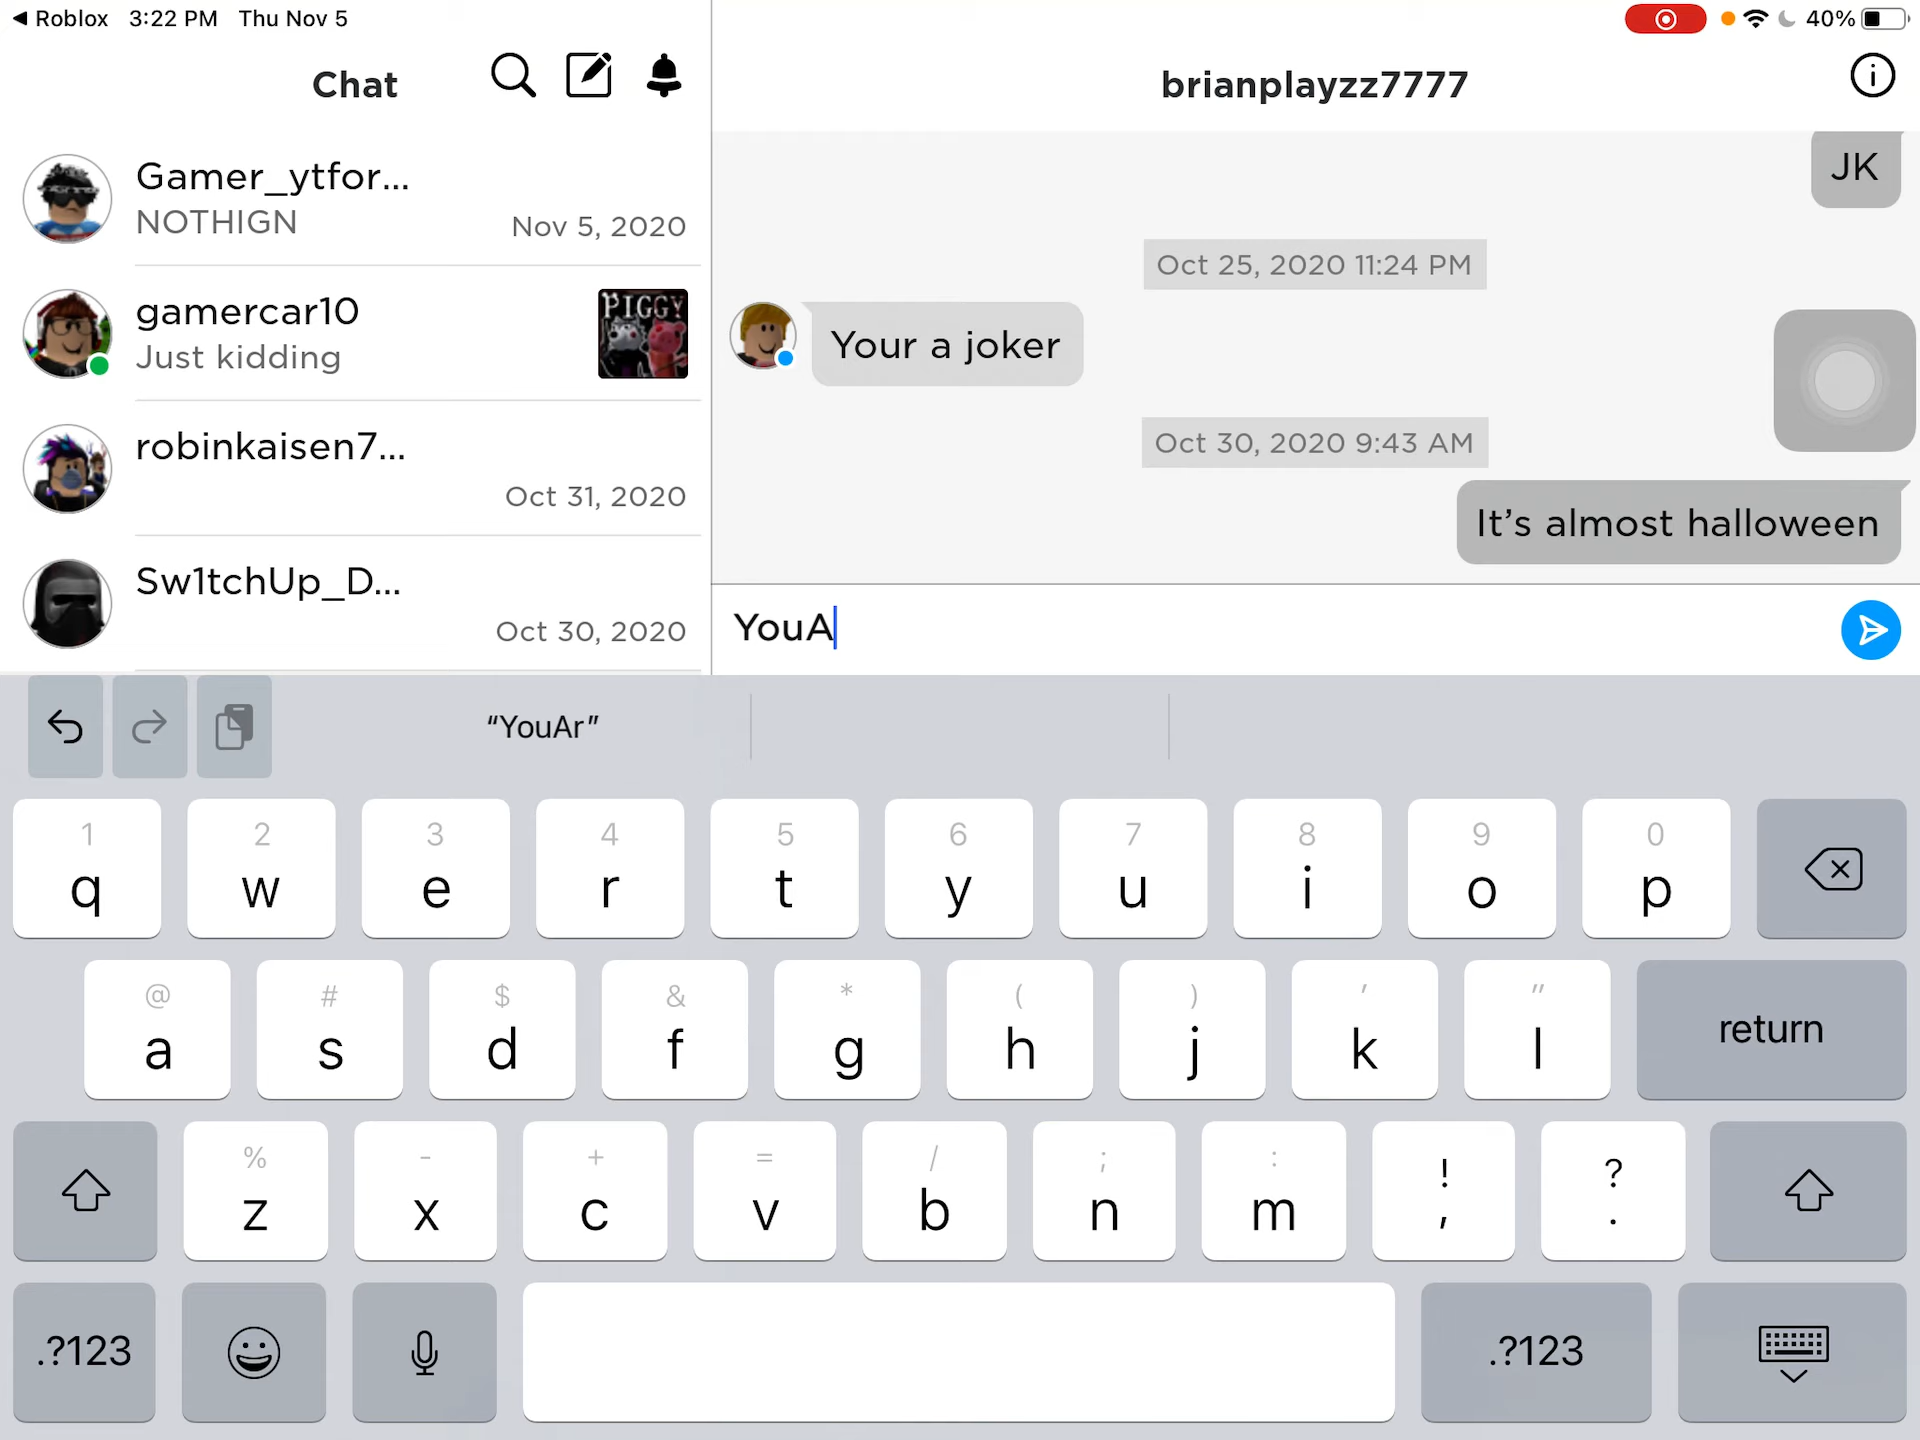 Roblox 3:22 PM Thu Nov 5
40%
Chat
Gamer_ytfor...
NOTHIGN
Nov 5, 2020
gamercar10
Just kidding
PIGGY
robinkaisen7...
Oct 31, 2020
Sw1tchUp_D...
Oct 30, 2020
brianplayzz7777
JK
Oct 25, 2020 11:24 PM
Your a joker
Oct 30, 2020 9:43 AM
It’s almost halloween
YouA
“YouAr”
1 2 3 4 5 6 7 8 9 0
q w e r t y u i o p
@ # $ & * ( ) ' "
a s d f g h j k l return
% - + = / ; : ! ?
z x c v b n m , .
.?123 .?123